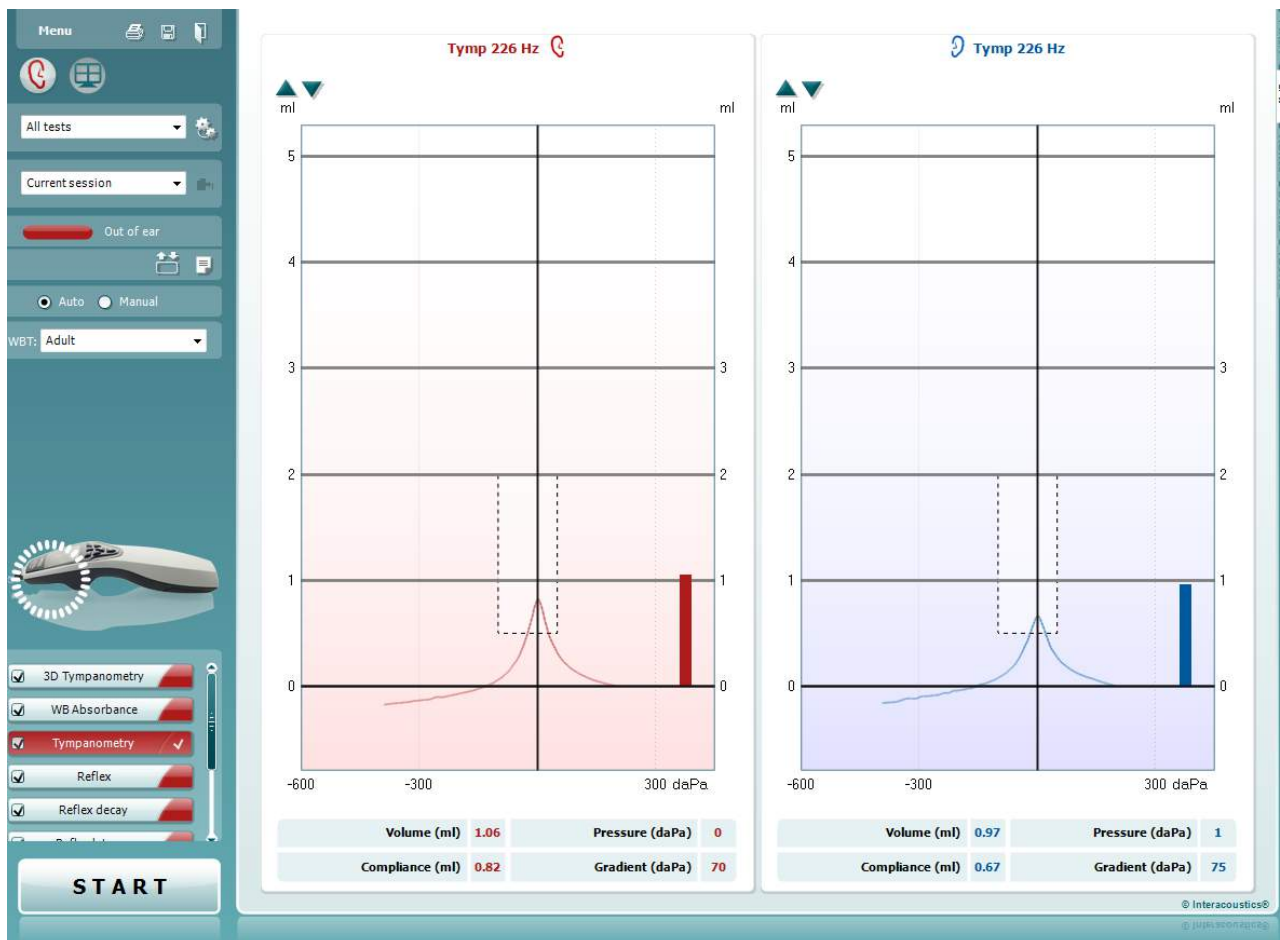 Menu
All tests
Current session
Out of ear
Auto Manual
WBT: Adult
3D Tympanometry
WB Absorbance
Tympanometry
Reflex
Reflex decay
START
Tymp 226 Hz
ml ml
5
4
3 3
2 2
1 1
0 0
-600 -300 300 daPa
Volume (ml) 1.06 Pressure (daPa) 0
Compliance (ml) 0.82 Gradient (daPa) 70
Tymp 226 Hz
ml ml
5
4
3 3
2 2
1 1
0 0
-600 -300 300 daPa
Volume (ml) 0.97 Pressure (daPa) 1
Compliance (ml) 0.67 Gradient (daPa) 75
© Interacoustics®